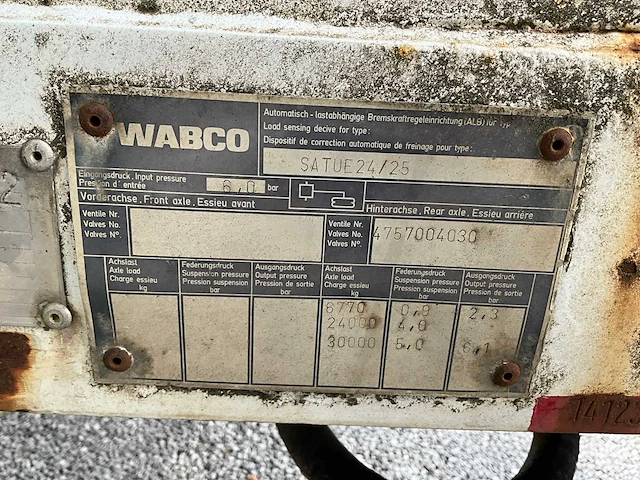 WABCO
Automatisch-lastabhängige Bremskraftregeleinrichtung (ALB) für Typ
Load sensing decive for type:
Dispositif de correction automatique de freinage pour type:
SATUE24/25
Eingangsdruck, Input pressure
Pression d'entrée 6,0 bar
Vorderachse, Front axle, Essieu avant
Hinterachse, Rear axle, Essieu arrière
Ventile Nr.
Valves No.
Valves N°.
Ventile Nr.
Valves No.
Valves N°.
4757004030
Achslast
Axle load
Charge essieu
kg
Federungsdruck
Suspension pressure
Pression suspension
bar
Ausgangsdruck
Output pressure
Pression de sortie
bar
Achslast
Axle load
Charge essieu
kg
Federungsdruck
Suspension pressure
Pression suspension
bar
Ausgangsdruck
Output pressure
Pression de sortie
bar
6770 0,9 2,3
24000 4,0
30000 5,0 6,1
2